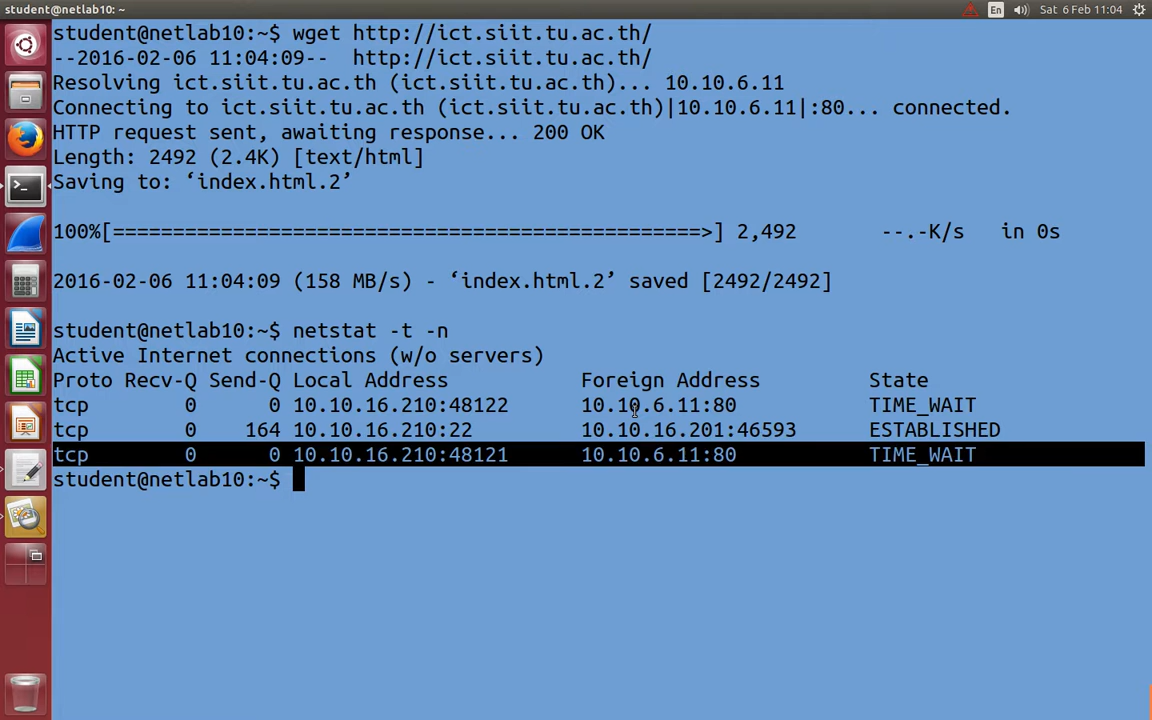 student@netlab10: ~
En
Sat 6 Feb 11:04
student@netlab10:~$ wget http://ict.siit.tu.ac.th/
--2016-02-06 11:04:09--  http://ict.siit.tu.ac.th/
Resolving ict.siit.tu.ac.th (ict.siit.tu.ac.th)... 10.10.6.11
Connecting to ict.siit.tu.ac.th (ict.siit.tu.ac.th)|10.10.6.11|:80... connected.
HTTP request sent, awaiting response... 200 OK
Length: 2492 (2.4K) [text/html]
Saving to: ‘index.html.2’
100%[=================================================>] 2,492       --.-K/s   in 0s
2016-02-06 11:04:09 (158 MB/s) - ‘index.html.2’ saved [2492/2492]
student@netlab10:~$ netstat -t -n
Active Internet connections (w/o servers)
Proto Recv-Q Send-Q Local Address           Foreign Address         State
tcp        0      0 10.10.16.210:48122      10.10.6.11:80           TIME_WAIT
tcp        0    164 10.10.16.210:22         10.10.16.201:46593      ESTABLISHED
tcp        0      0 10.10.16.210:48121      10.10.6.11:80           TIME_WAIT
student@netlab10:~$